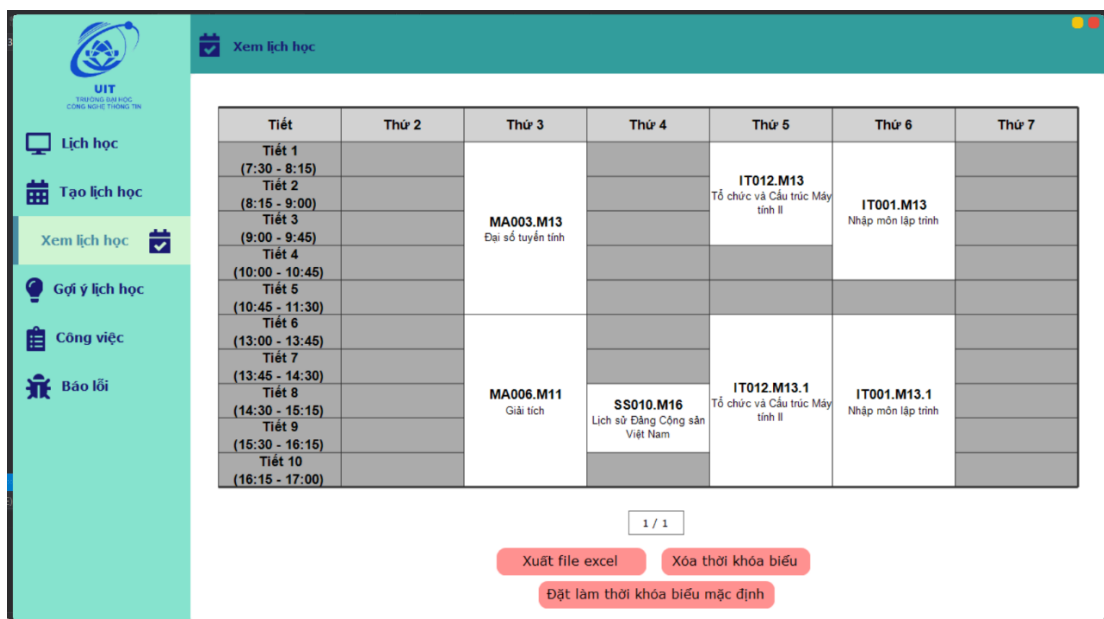 UIT
TRƯỜNG ĐẠI HỌC
CÔNG NGHỆ THÔNG TIN
Lịch học
Tạo lịch học
Xem lịch học
Gợi ý lịch học
Công việc
Báo lỗi
Xem lịch học
Tiết Thứ 2 Thứ 3 Thứ 4 Thứ 5 Thứ 6 Thứ 7
Tiết 1
(7:30 - 8:15)
Tiết 2
(8:15 - 9:00)
Tiết 3
(9:00 - 9:45)
Tiết 4
(10:00 - 10:45)
Tiết 5
(10:45 - 11:30)
Tiết 6
(13:00 - 13:45)
Tiết 7
(13:45 - 14:30)
Tiết 8
(14:30 - 15:15)
Tiết 9
(15:30 - 16:15)
Tiết 10
(16:15 - 17:00)
MA003.M13
Đại số tuyến tính
MA006.M11
Giải tích
SS010.M16
Lịch sử Đảng Cộng sản
Việt Nam
IT012.M13
Tổ chức và Cấu trúc Máy
tính II
IT012.M13.1
Tổ chức và Cấu trúc Máy
tính II
IT001.M13
Nhập môn lập trình
IT001.M13.1
Nhập môn lập trình
1 / 1
Xuất file excel
Xóa thời khóa biểu
Đặt làm thời khóa biểu mặc định